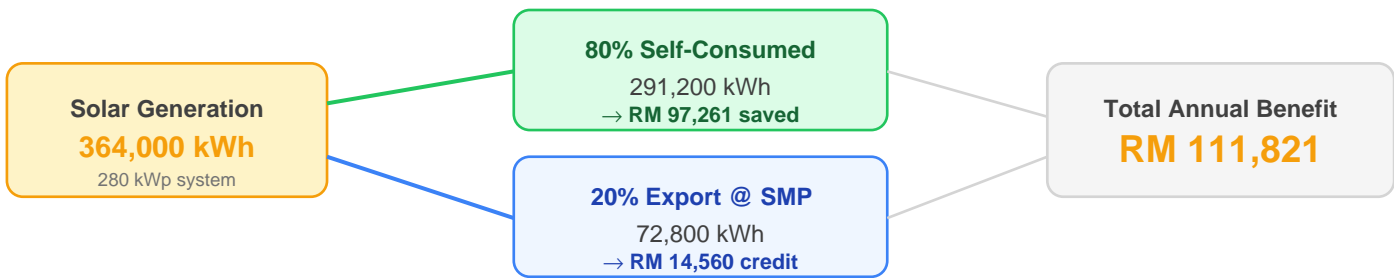 Solar Generation
364,000 kWh
280 kWp system
80% Self-Consumed
291,200 kWh
→ RM 97,261 saved
20% Export @ SMP
72,800 kWh
→ RM 14,560 credit
Total Annual Benefit
RM 111,821